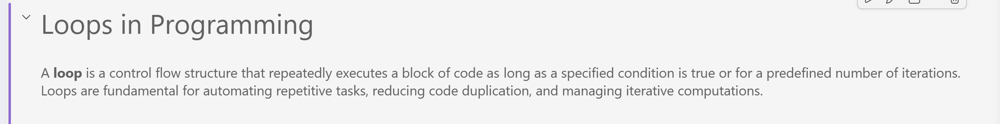 Loops in Programming
A loop is a control flow structure that repeatedly executes a block of code as long as a specified condition is true or for a predefined number of iterations.
Loops are fundamental for automating repetitive tasks, reducing code duplication, and managing iterative computations.